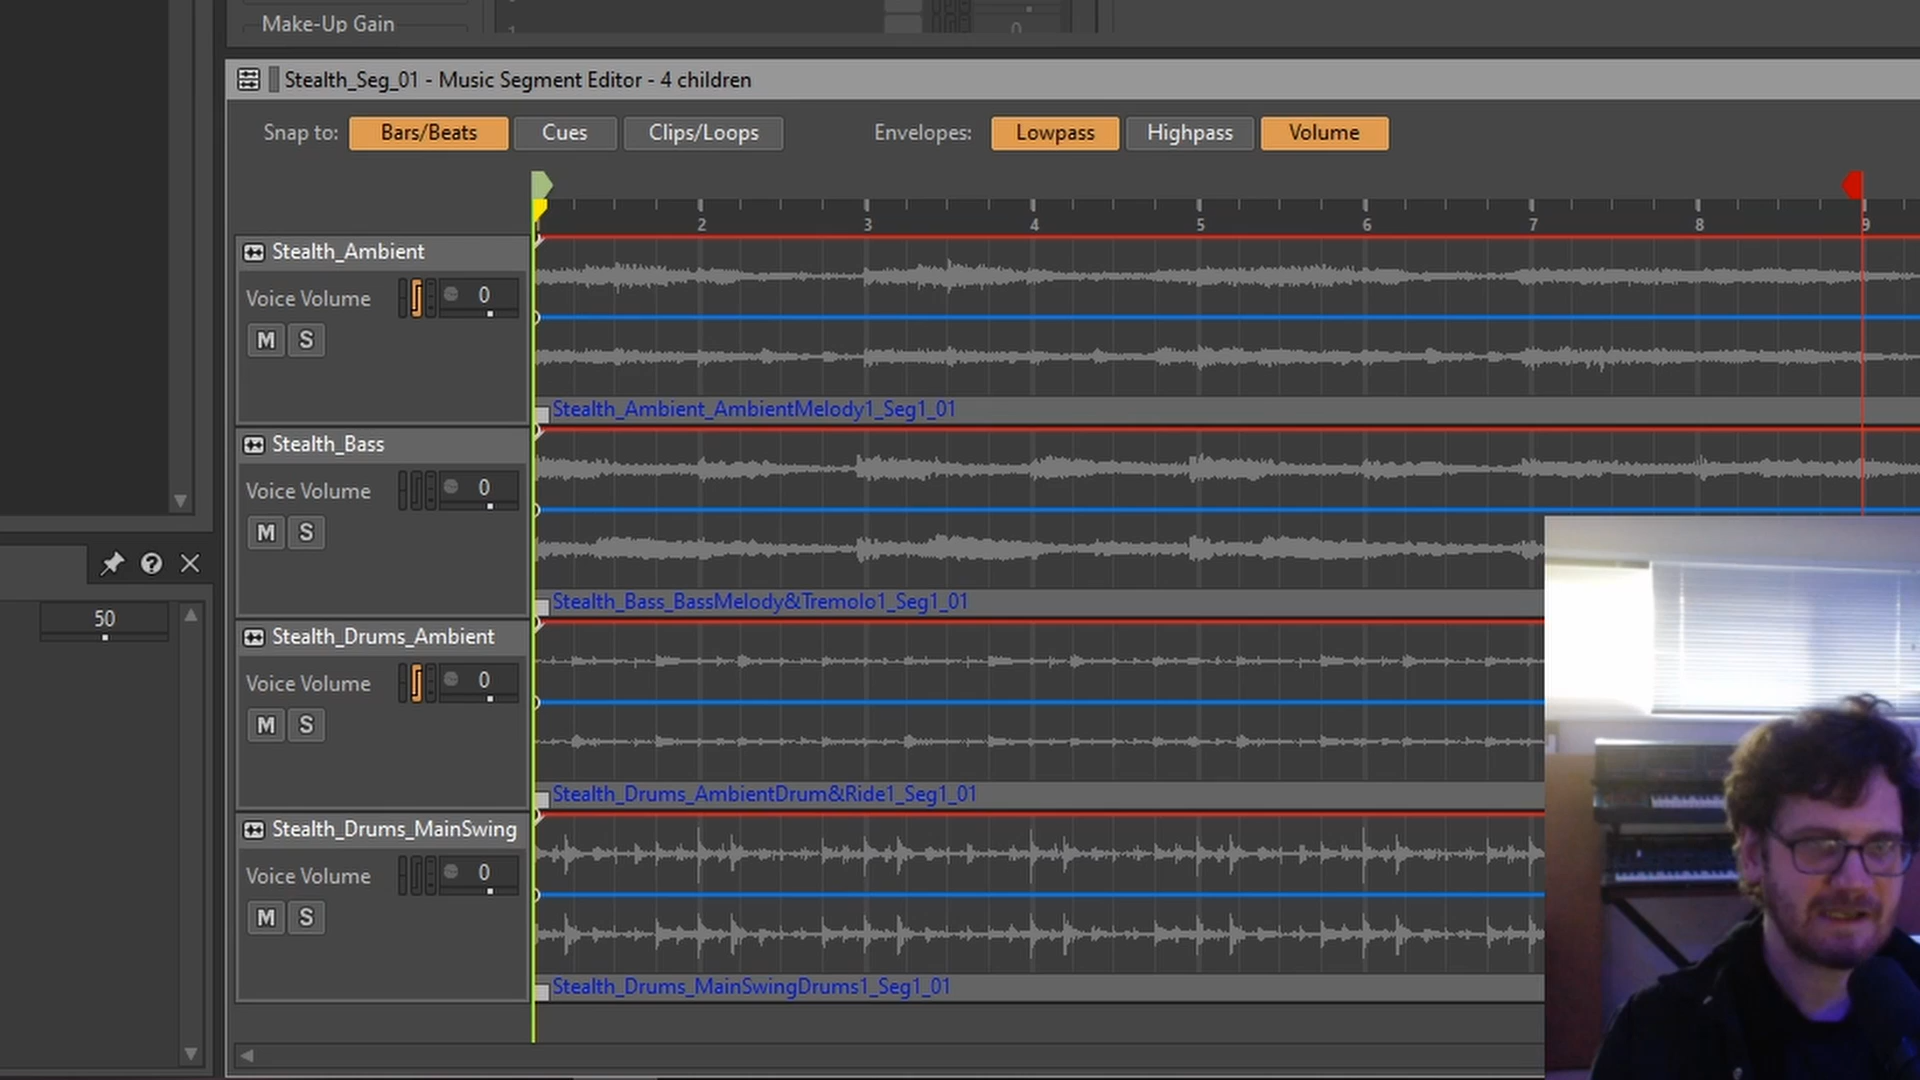 Make-Up Gain
0
Stealth_Seg_01 - Music Segment Editor - 4 children
Snap to: Bars/Beats Cues Clips/Loops Envelopes: Lowpass Highpass Volume
2 3 4 5 6 7 8 9
Stealth_Ambient
Voice Volume 0
M S
Stealth_Ambient_AmbientMelody1_Seg1_01
Stealth_Bass
Voice Volume 0
M S
50
Stealth_Bass_BassMelody&Tremolo1_Seg1_01
Stealth_Drums_Ambient
Voice Volume 0
M S
Stealth_Drums_AmbientDrum&Ride1_Seg1_01
Stealth_Drums_MainSwing
Voice Volume 0
M S
Stealth_Drums_MainSwingDrums1_Seg1_01